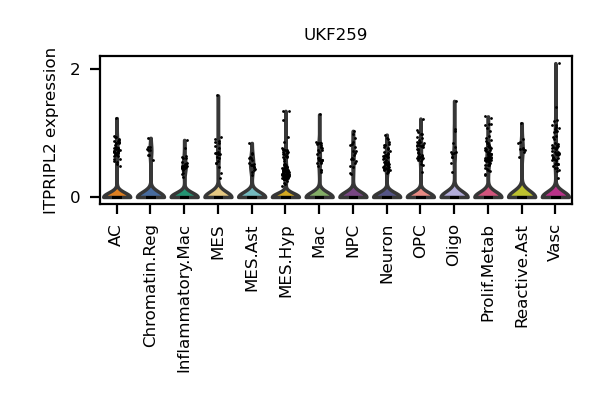 UKF259
ITPRIPL2 expression
2
0
AC
Chromatin.Reg
Inflammatory.Mac
MES
MES.Ast
MES.Hyp
Mac
NPC
Neuron
OPC
Oligo
Prolif.Metab
Reactive.Ast
Vasc